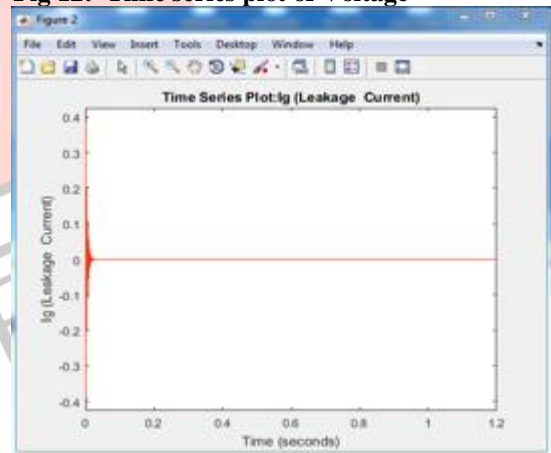 Fig 12: Time series plot of Voltage
Figure 2
File Edit View Insert Tools Desktop Window Help
Time Series Plot:Ig (Leakage Current)
Ig (Leakage Current)
0.4
0.3
0.2
0.1
0
-0.1
-0.2
-0.3
-0.4
0 0.2 0.4 0.6 0.8 1 1.2
Time (seconds)